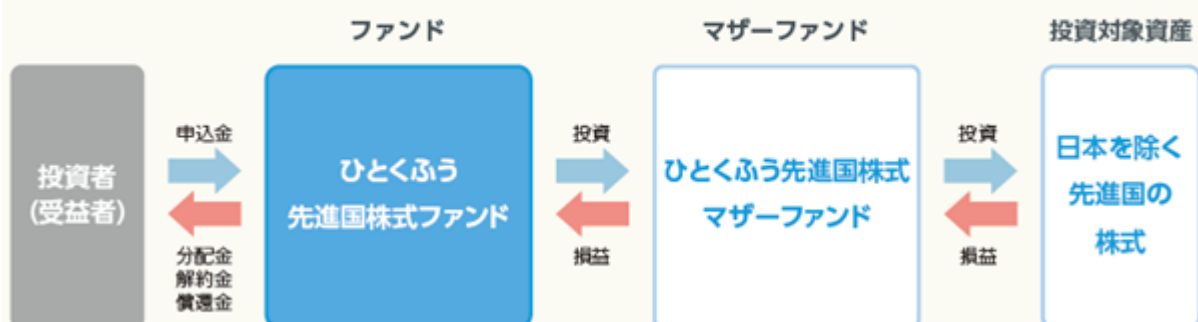 ファンド
マザーファンド
投資対象資産
投資者
(受益者)
申込金
分配金
解約金
償還金
ひとくふう
先進国株式ファンド
投資
損益
ひとくふう先進国株式
マザーファンド
投資
損益
日本を除く
先進国の
株式